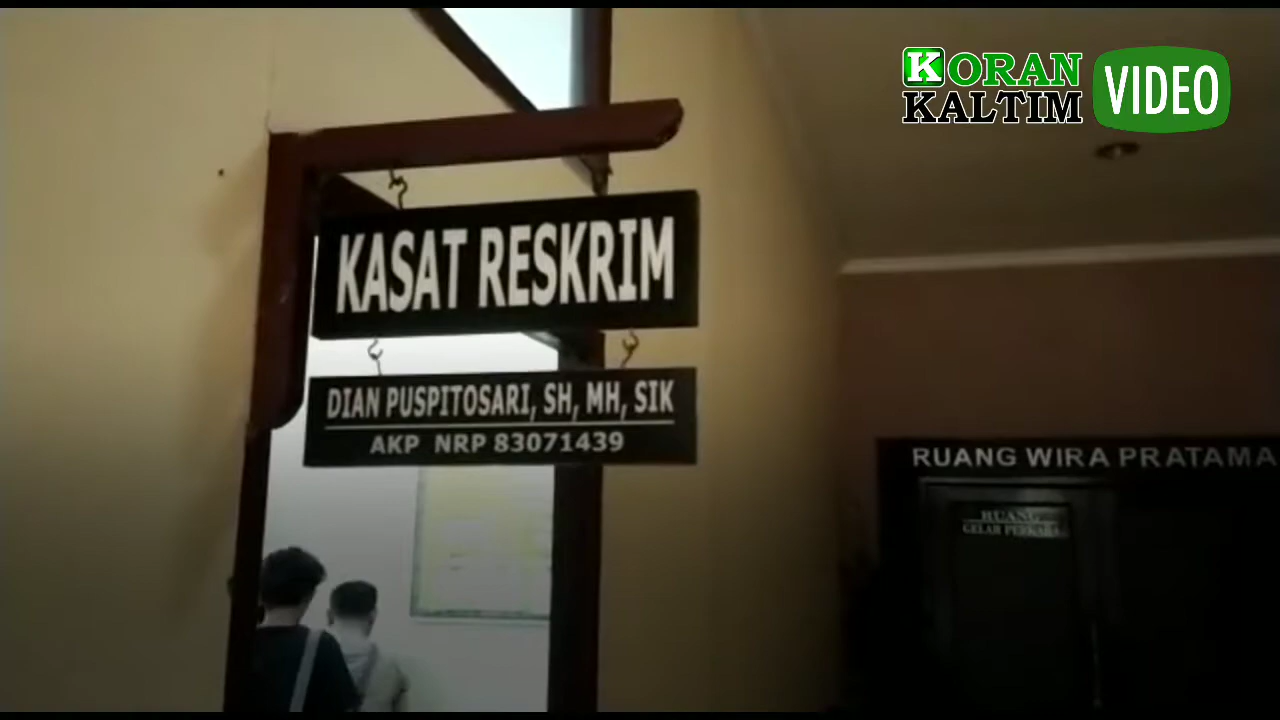 KORAN
KALTIM
VIDEO
KASAT RESKRIM
DIAN PUSPITOSARI, SH, MH, SIK
AKP NRP 83071439
RUANG WIRA PRATAMA
RUANG
GELAR PERKARA